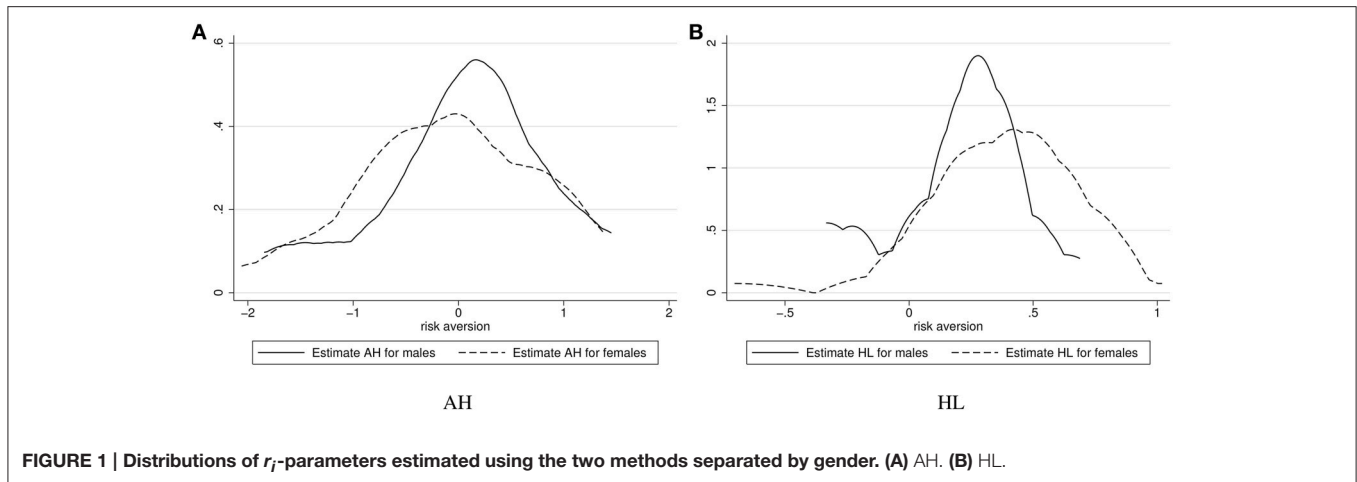 A
.6
.4
.2
0
−2
−1
0
1
2
risk aversion
Estimate AH for males
Estimate AH for females
AH
B
2
1.5
1
0.5
0
−.5
0
.5
1
risk aversion
Estimate HL for males
Estimate HL for females
HL
FIGURE 1 | Distributions of ri-parameters estimated using the two methods separated by gender. (A) AH. (B) HL.